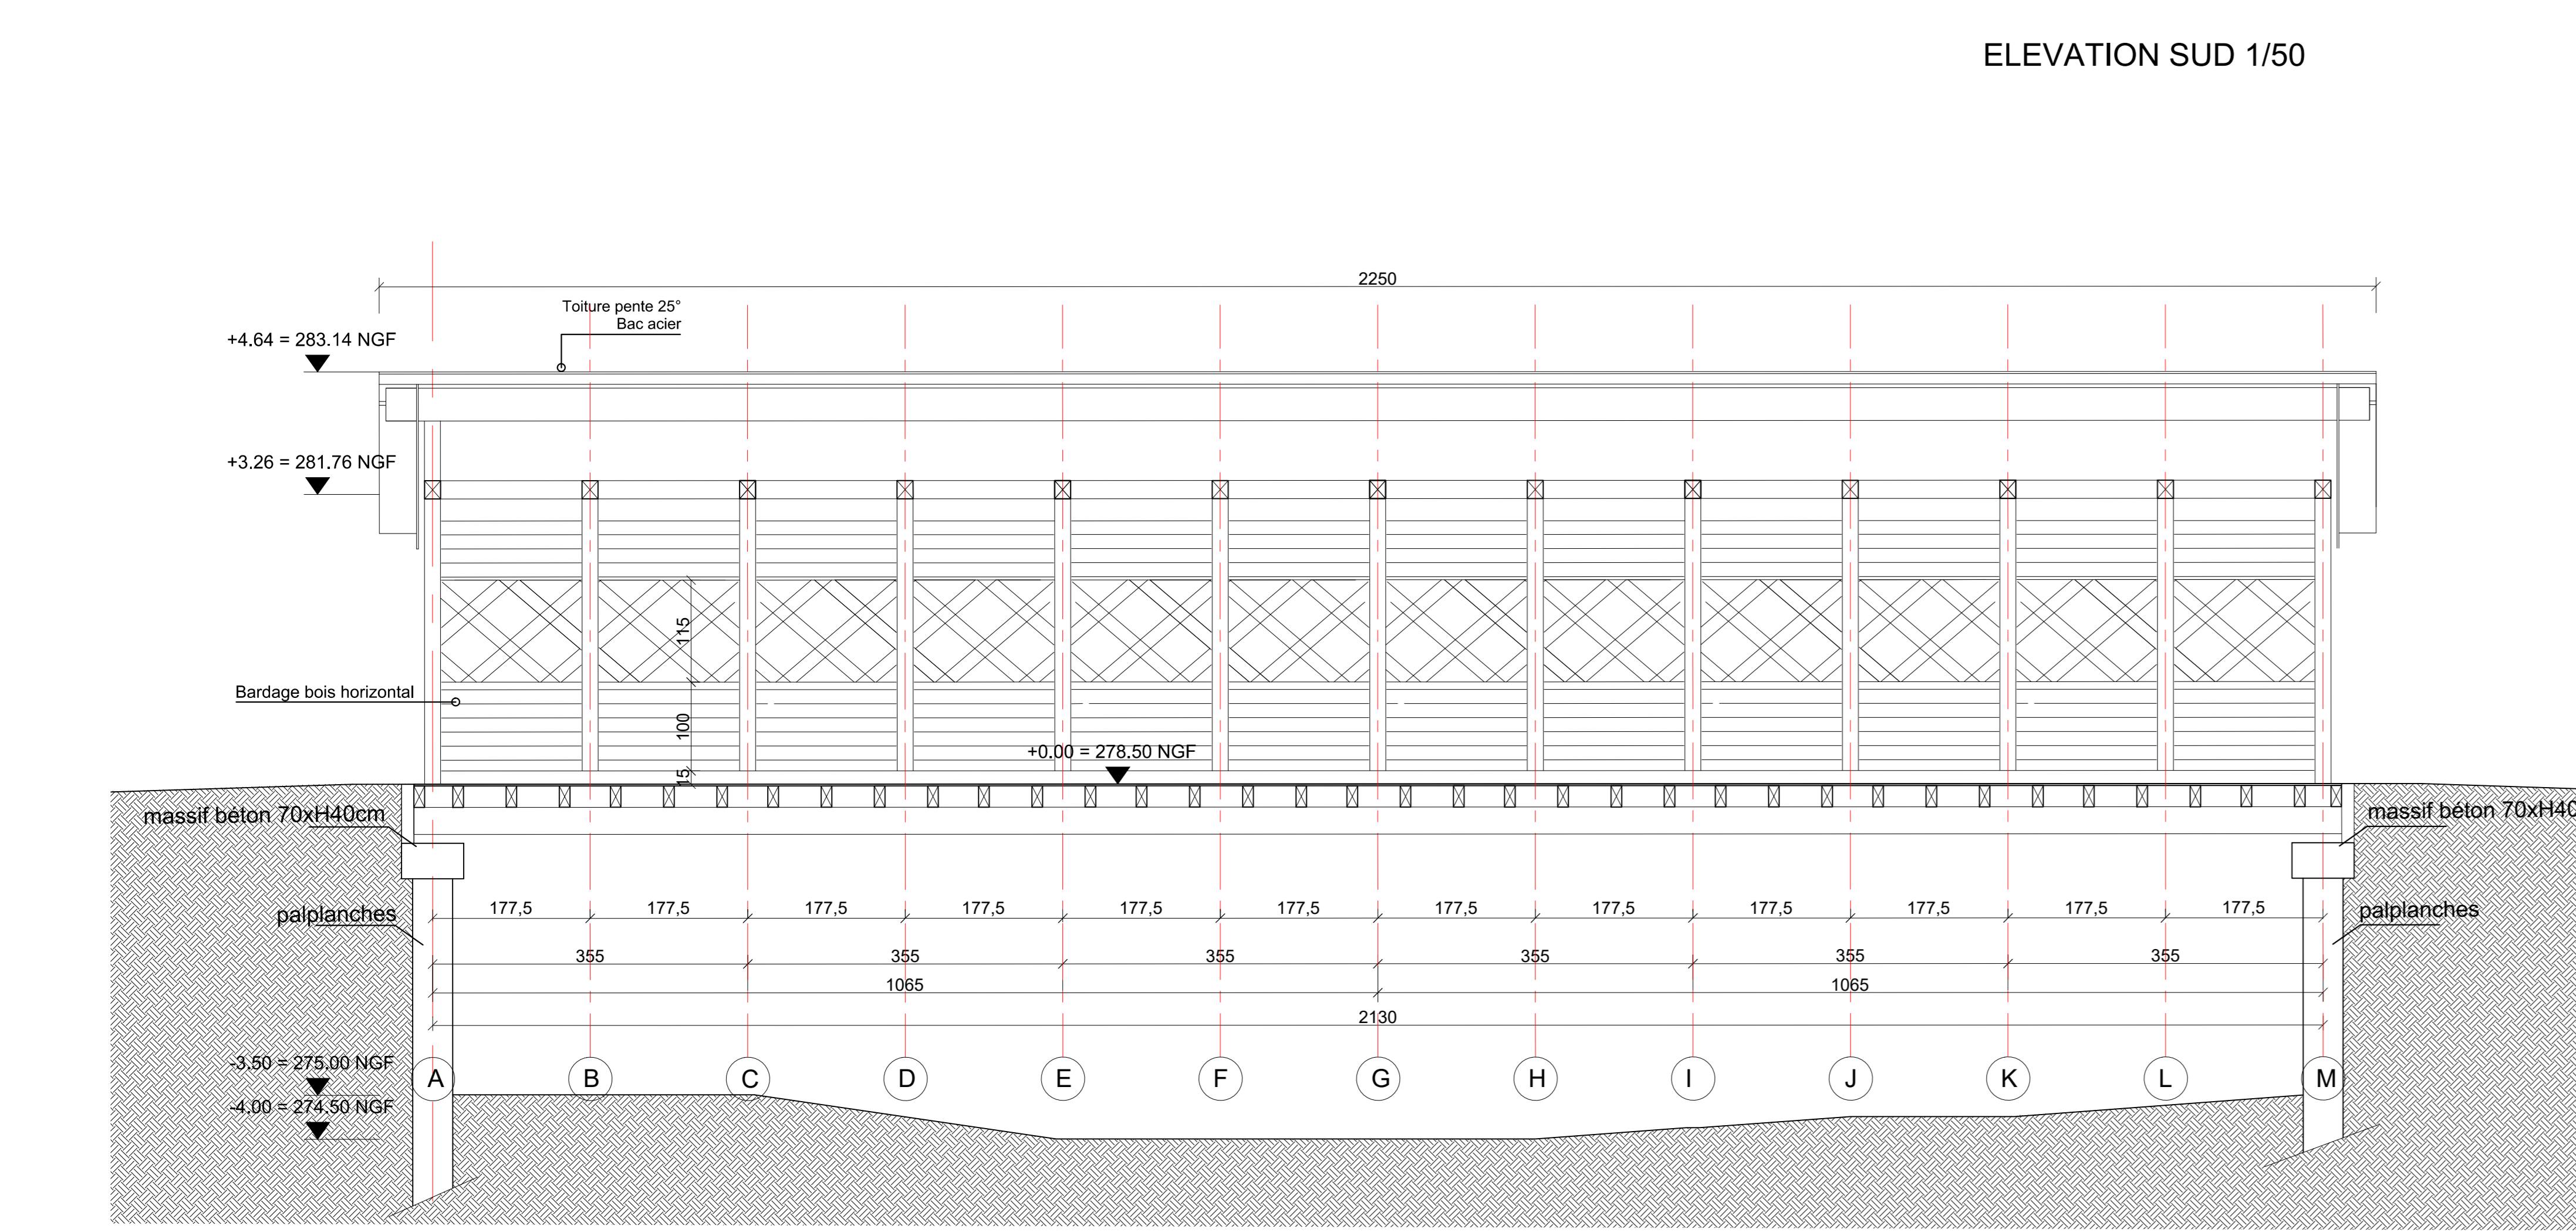 ELEVATION SUD 1/50
2250
Toiture pente 25°
Bac acier
+4.64 = 283.14 NGF
+3.26 = 281.76 NGF
115
Bardage bois horizontal
100
+0.00 = 278.50 NGF
15
massif béton 70xH40cm
massif béton 70xH40
palplanches
palplanches
177,5 177,5 177,5 177,5 177,5 177,5 177,5 177,5 177,5 177,5 177,5 177,5
355 355 355 355 355 355
1065 1065
2130
-3.50 = 275.00 NGF
A B C D E F G H I J K L M
-4.00 = 274.50 NGF